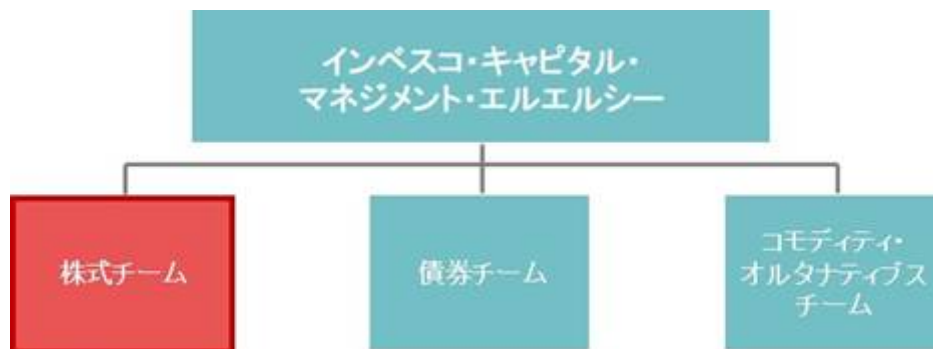 インベスコ・キャピタル・
マネジメント・エルエルシー
株式チーム
債券チーム
コモディティ・
オルタナティブス
チーム